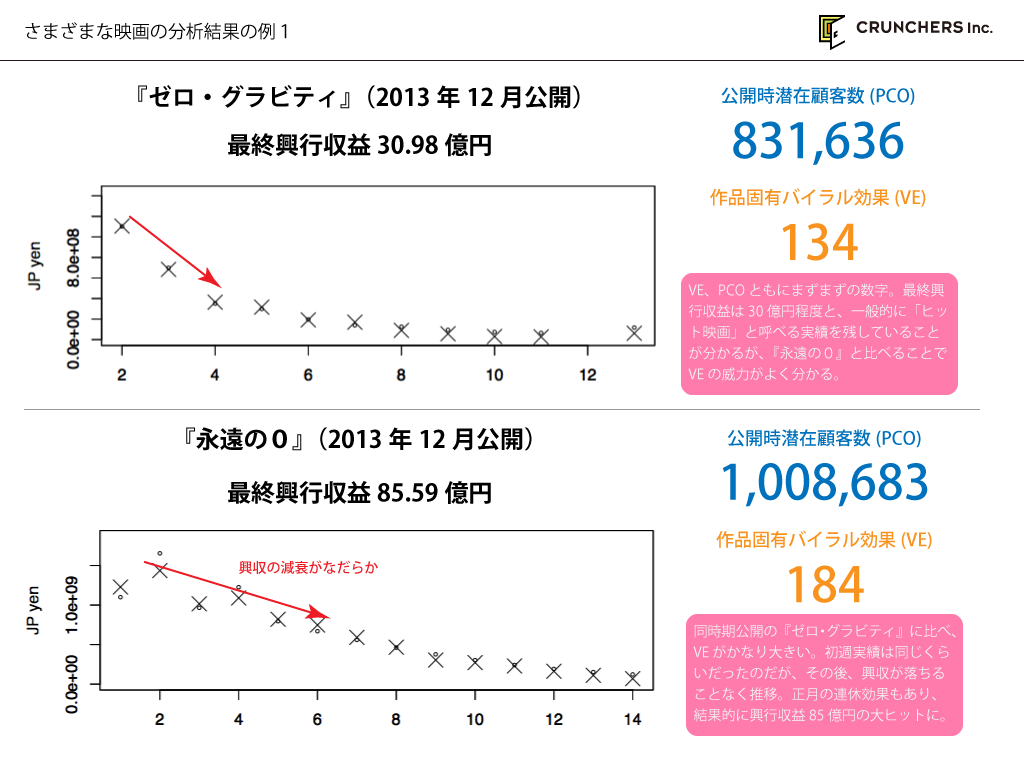 さまざまな映画の分析結果の例 1
CRUNCHERS Inc.
『ゼロ・グラビティ』（2013 年 12 月公開）
最終興行収益 30.98 億円
JP yen
8.0e+08
0.0e+00
2 4 6 8 10 12
公開時潜在顧客数 (PCO)
831,636
作品固有バイラル効果 (VE)
134
VE、PCO ともにまずまずの数字。最終興
行収益は 30 億円程度と、一般的に「ヒッ
ト映画」と呼べる実績を残していること
が分かるが、『永遠の０』と比べることで
VE の威力がよく分かる。
『永遠の０』（2013 年 12 月公開）
最終興行収益 85.59 億円
興収の減衰がなだらか
JP yen
1.0e+09
0.0e+00
2 4 6 8 10 12 14
公開時潜在顧客数 (PCO)
1,008,683
作品固有バイラル効果 (VE)
184
同時期公開の『ゼロ・グラビティ』に比べ、
VE がかなり大きい。初週実績は同じくら
いだったのだが、その後、興収が落ちる
ことなく推移。正月の連休効果もあり、
結果的に興行収益 85 億円の大ヒットに。